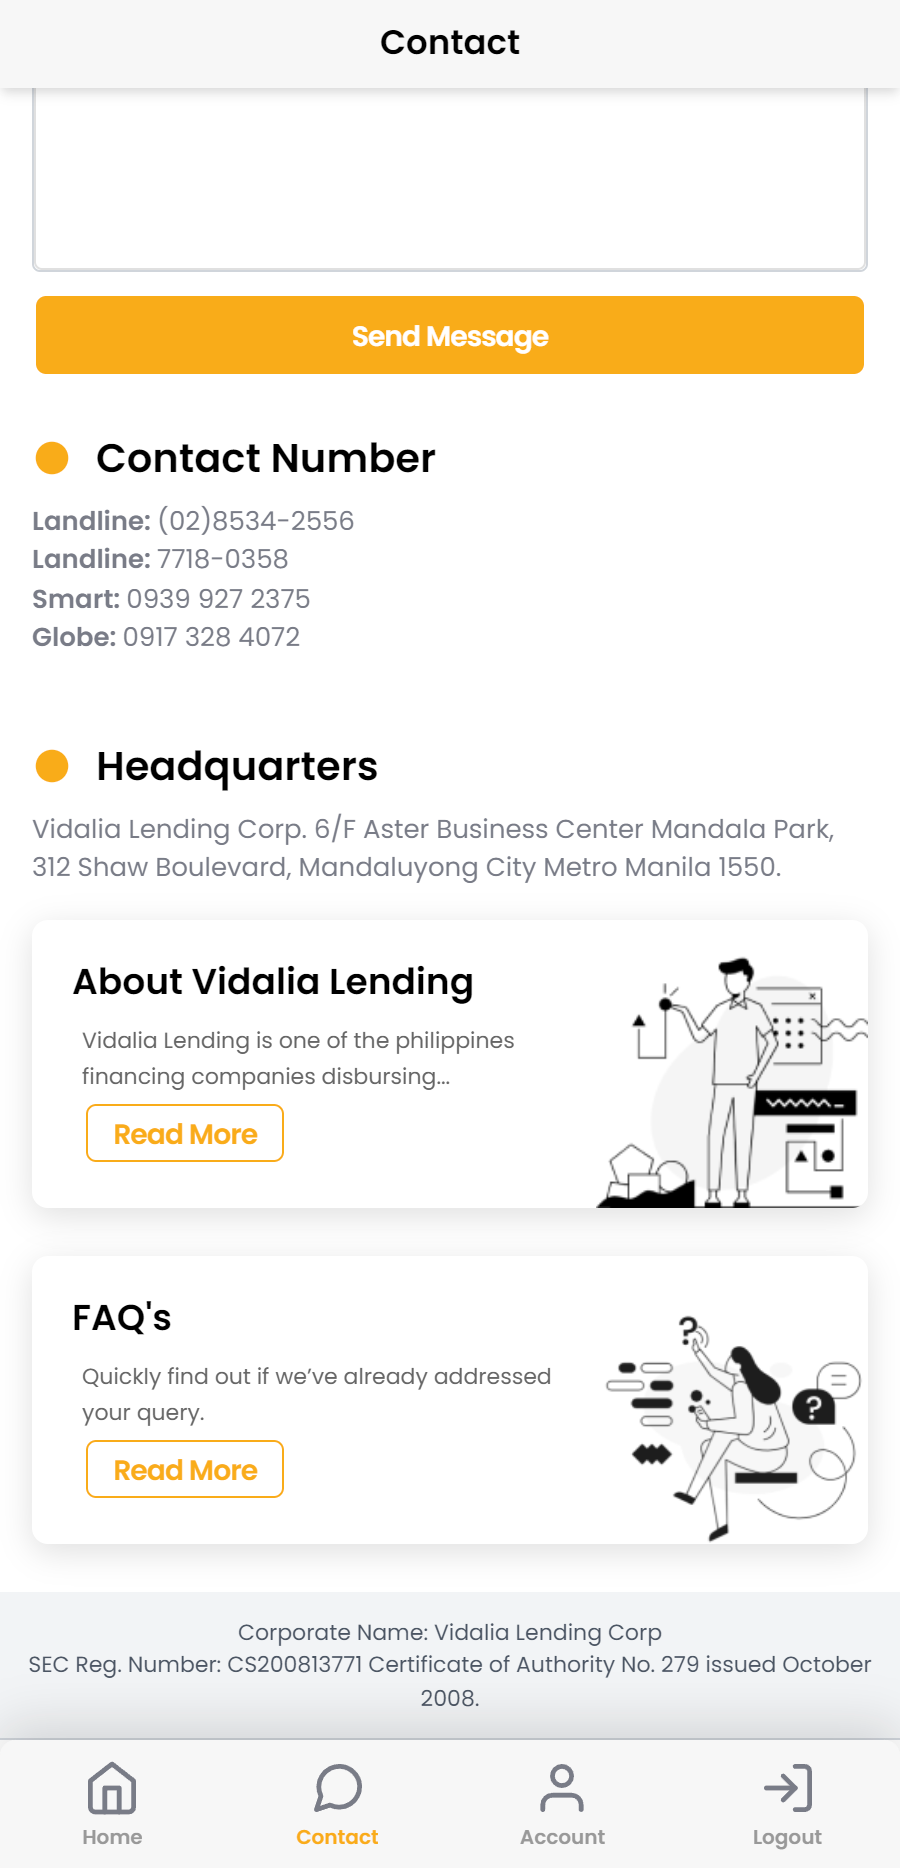 Contact
Send Message
Contact Number
Landline: (02)8534-2556
Landline: 7718-0358
Smart: 0939 927 2375
Globe: 0917 328 4072
Headquarters
Vidalia Lending Corp. 6/F Aster Business Center Mandala Park,
312 Shaw Boulevard, Mandaluyong City Metro Manila 1550.
About Vidalia Lending
Vidalia Lending is one of the philippines
financing companies disbursing...
Read More
FAQ's
Quickly find out if we’ve already addressed
your query.
Read More
Corporate Name: Vidalia Lending Corp
SEC Reg. Number: CS200813771 Certificate of Authority No. 279 issued October
2008.
Home
Contact
Account
Logout